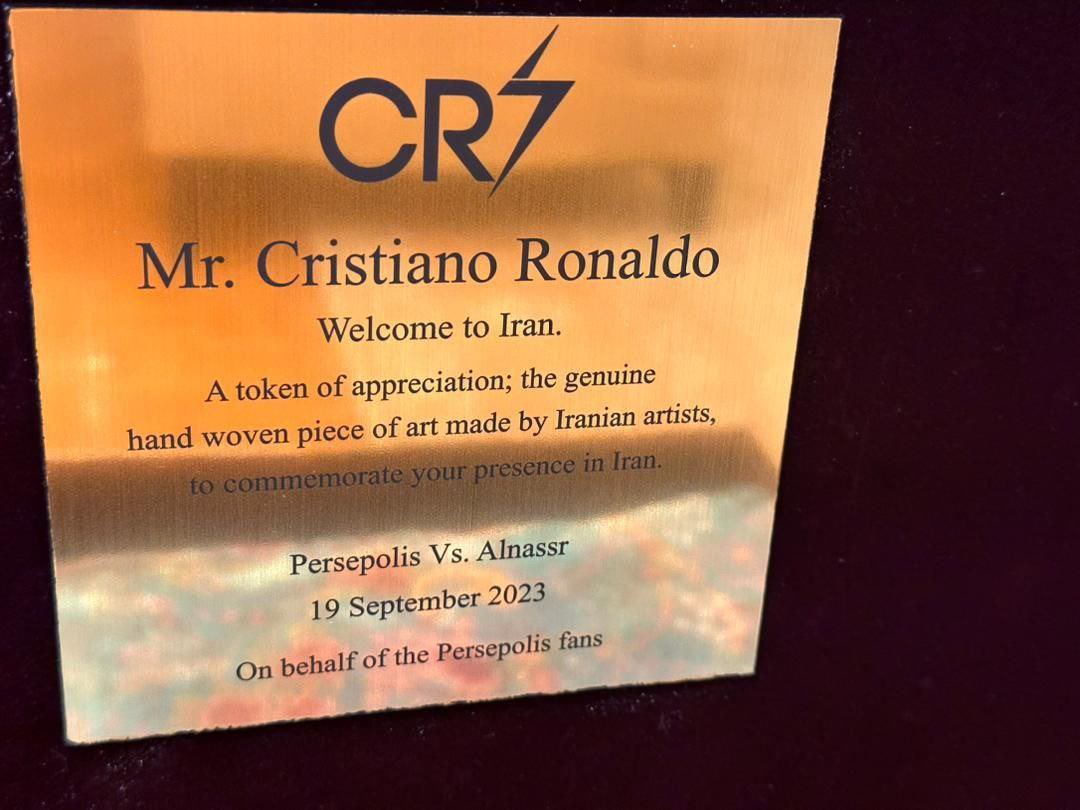 CR7
Mr. Cristiano Ronaldo
Welcome to Iran.
A token of appreciation; the genuine
hand woven piece of art made by Iranian artists,
to commemorate your presence in Iran.
Persepolis Vs. Alnassr
19 September 2023
On behalf of the Persepolis fans